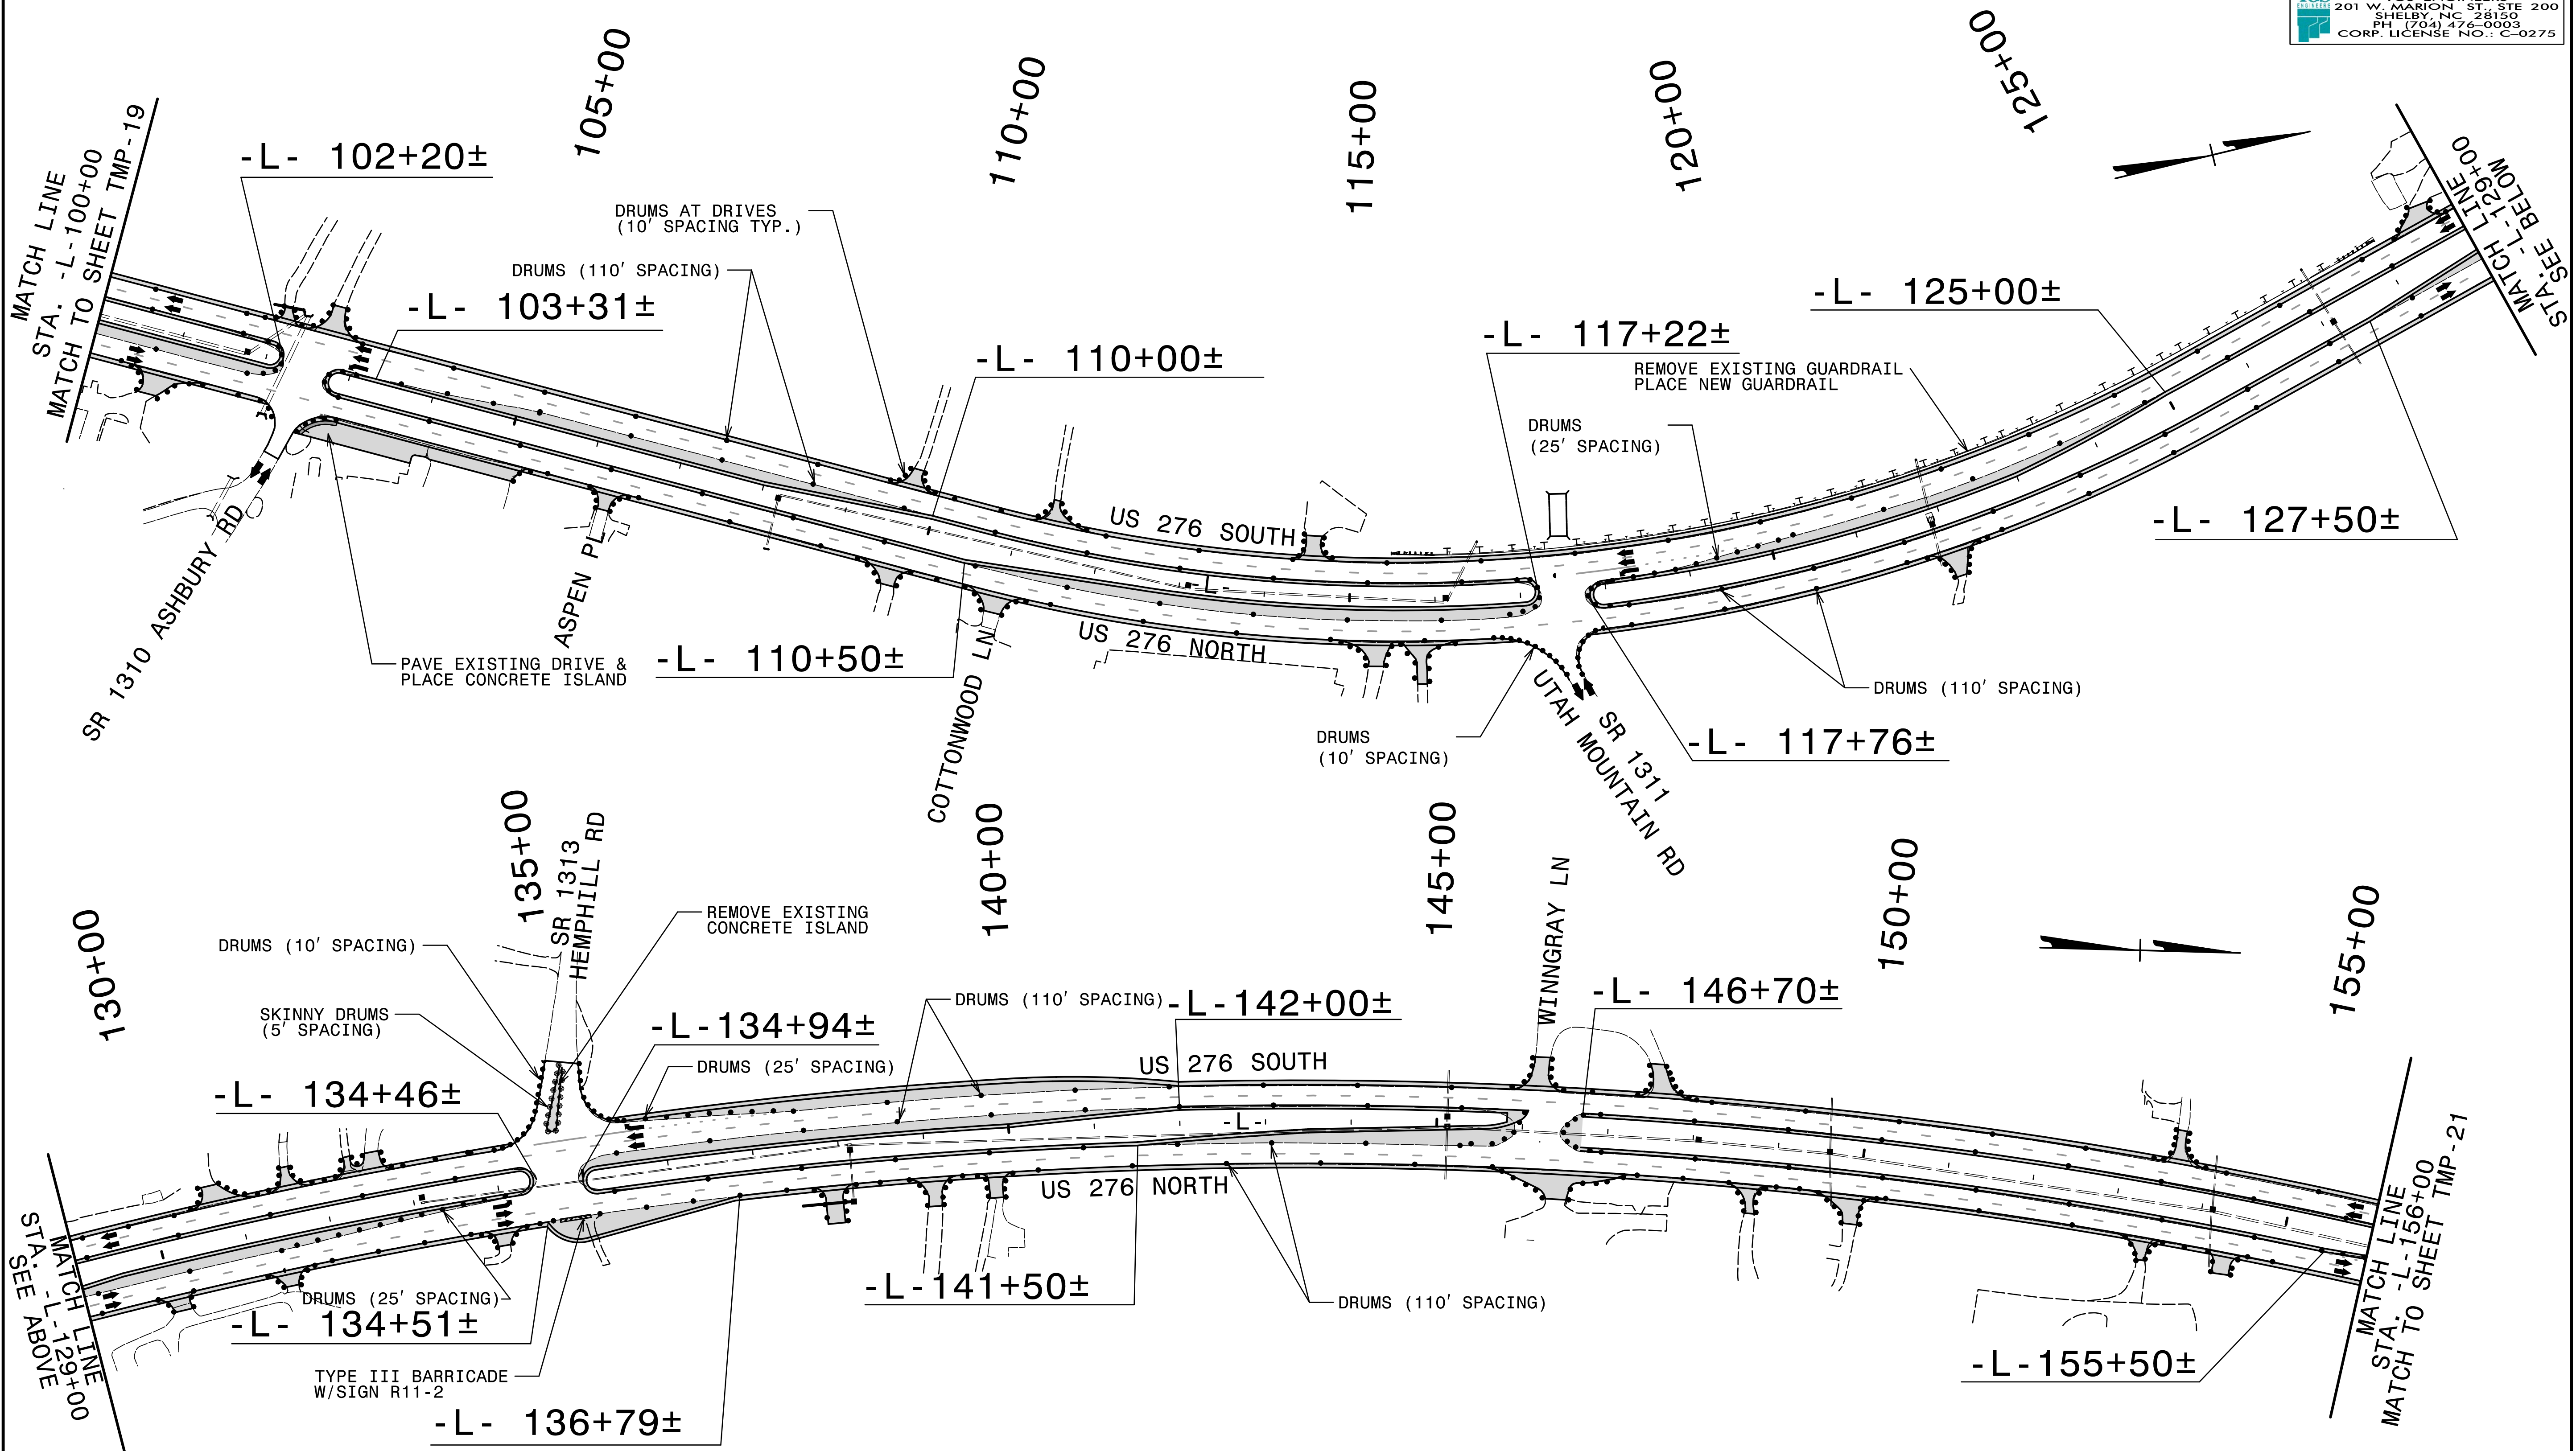 201 W. MARION ST., STE 200
SHELBY, NC 28150
PH (704) 476-0003
CORP. LICENSE NO.: C-0275
105+00
110+00
115+00
120+00
125+00
MATCH LINE
STA. -L-100+00
MATCH TO SHEET TMP-19
-L- 102+20±
DRUMS AT DRIVES
(10' SPACING TYP.)
DRUMS (110' SPACING)
-L- 103+31±
-L- 110+00±
-L- 117+22±
-L- 125+00±
REMOVE EXISTING GUARDRAIL
PLACE NEW GUARDRAIL
DRUMS
(25' SPACING)
MATCH LINE
STA. -L-129+00
SEE BELOW
US 276 SOUTH
-L-
US 276 NORTH
-L- 127+50±
SR 1310 ASHBURY RD
ASPEN PL
PAVE EXISTING DRIVE &
PLACE CONCRETE ISLAND
-L- 110+50±
COTTONWOOD LN
DRUMS
(10' SPACING)
SR 1311
UTAH MOUNTAIN RD
DRUMS (110' SPACING)
-L- 117+76±
130+00
135+00
140+00
145+00
150+00
155+00
SR 1313
HEMPHILL RD
REMOVE EXISTING
CONCRETE ISLAND
DRUMS (10' SPACING)
SKINNY DRUMS
(5' SPACING)
-L- 134+46±
-L-134+94±
DRUMS (25' SPACING)
DRUMS (110' SPACING)
-L-142+00±
US 276 SOUTH
WINNGRAY LN
-L- 146+70±
-L-
US 276 NORTH
MATCH LINE
STA. -L-129+00
SEE ABOVE
DRUMS (25' SPACING)
-L- 134+51±
TYPE III BARRICADE
W/SIGN R11-2
-L- 136+79±
-L-141+50±
DRUMS (110' SPACING)
-L-155+50±
MATCH LINE
STA. -L-156+00
MATCH TO SHEET TMP-21